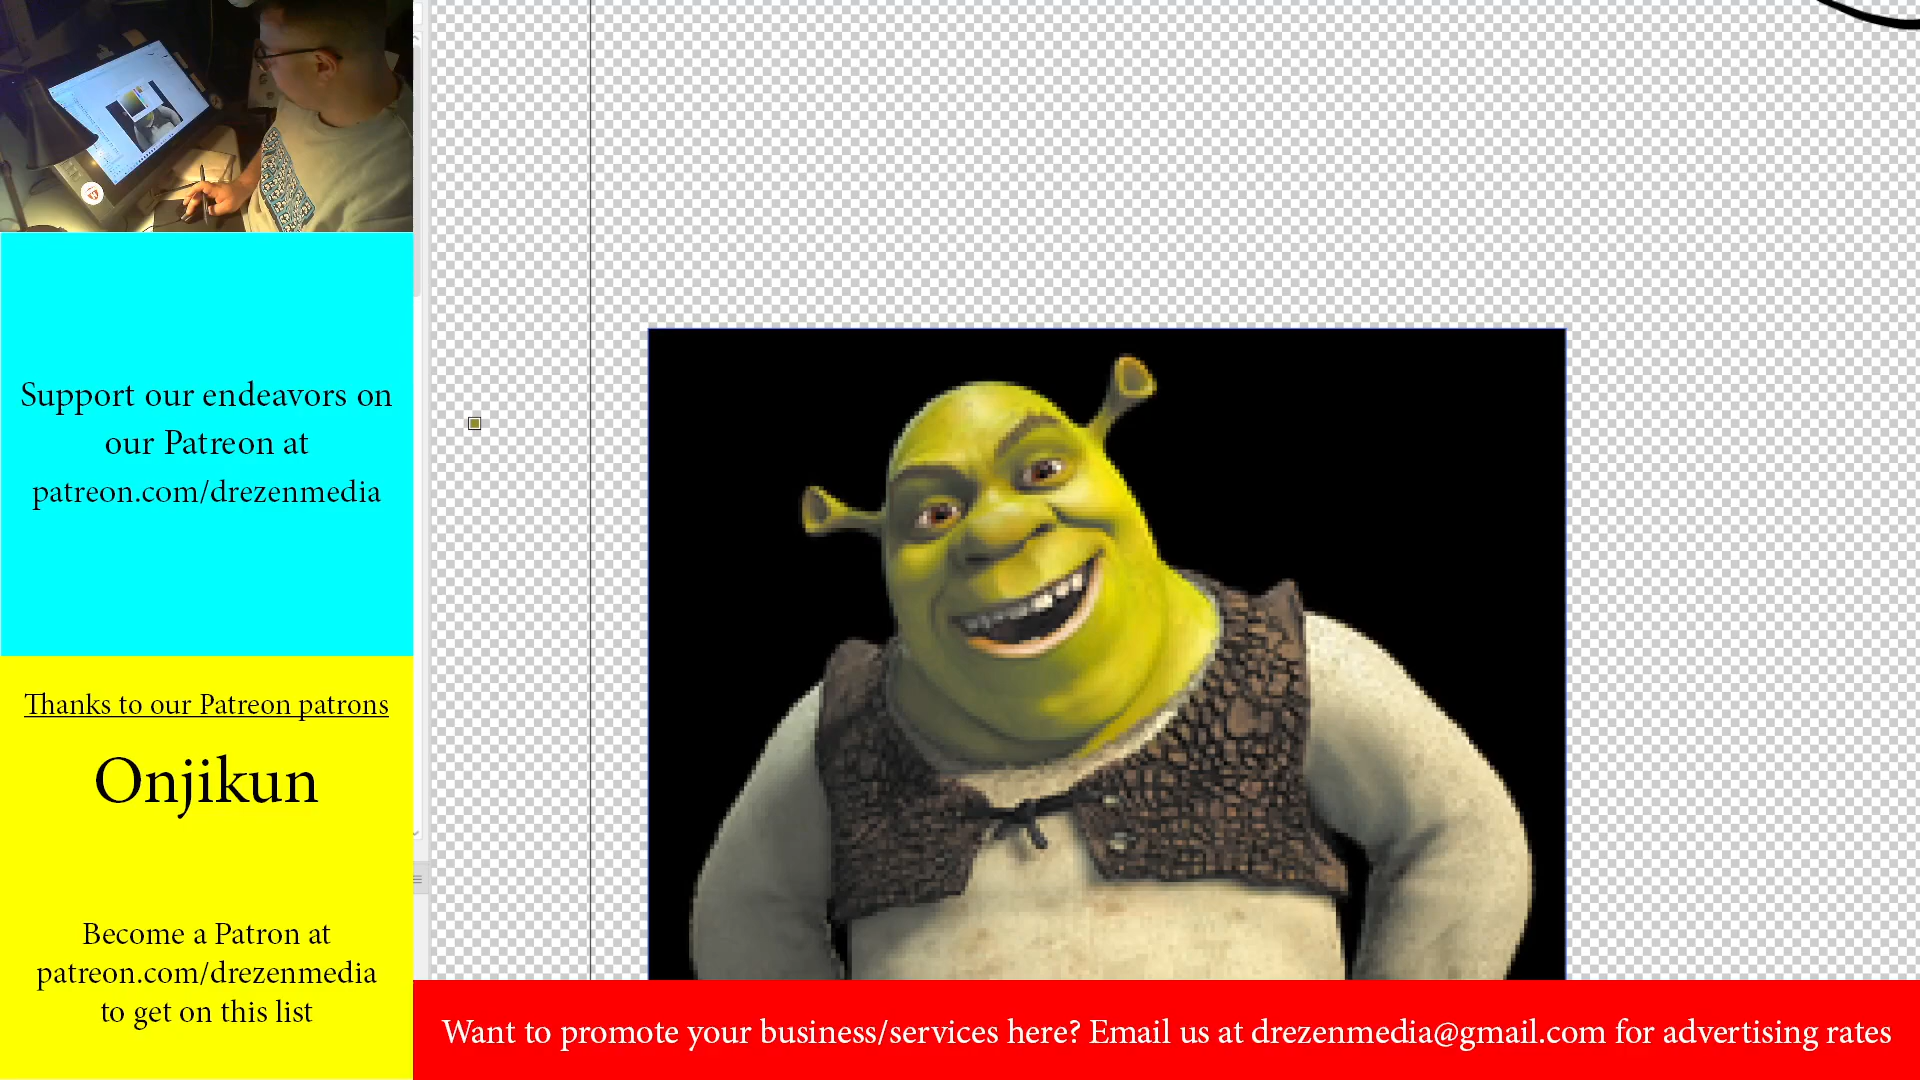 Support our endeavors on
our Patreon at
patreon.com/drezenmedia
Thanks to our Patreon patrons
Onjikun
Become a Patron at
patreon.com/drezenmedia
to get on this list
Want to promote your business/services here? Email us at drezenmedia@gmail.com for advertising rates